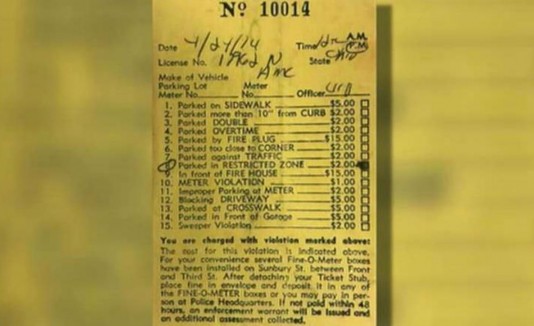 Nº 10014
Date 4/24/74 Time A.M.
(P.M.)
License No. 1962 N State Ohio
Make of Vehicle AMC
Parking Lot Meter
Meter No. No. Officer
1. Parked on SIDEWALK $5.00
2. Parked more than 10" from CURB $2.00
3. Parked DOUBLE $2.00
4. Parked OVERTIME $2.00
5. Parked by FIRE PLUG $15.00
6. Parked too close to CORNER $2.00
7. Parked against TRAFFIC $2.00
8. Parked in RESTRICTED ZONE $2.00
9. In front of FIRE HOUSE $15.00
10. METER VIOLATION $1.00
11. Improper Parking at METER $2.00
12. Blocking DRIVEWAY $5.00
13. Parked at CROSSWALK $5.00
14. Parked in Front of Garage $5.00
15. Sweeper Violation $2.00
You are charged with violation marked above:
The cost for this violation is indicated above.
For your convenience several Fine-O-Meter boxes
have been installed on Sunbury St. between Front
and Third St. After detaching your Ticket Stub,
place fine in envelope and deposit it in any of
the FINE-O-METER boxes or you may pay in per-
son at Police Headquarters. If not paid within 48
hours, an enforcement warrant will be issued and
an additional assessment collected.